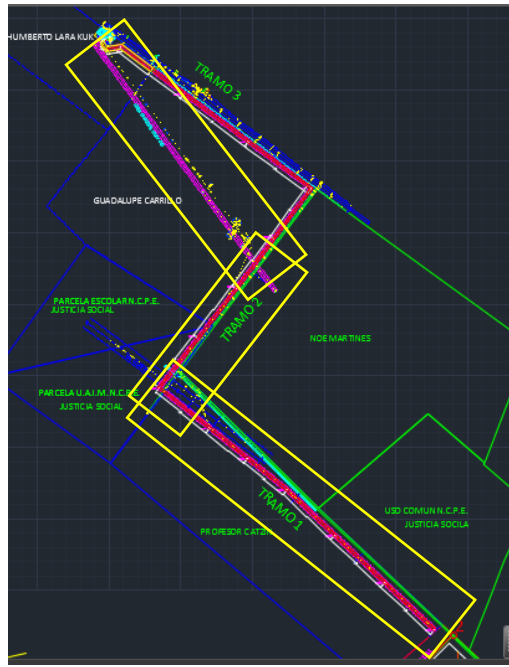 HUMBERTO LARA KUK
TRAMO 3
GUADALUPE CARRILLO
PARCELA ESCOLAR N.C.P.E.
JUSTICIA SOCIAL
TRAMO 2
NOE MARTINES
PARCELA U.A.I.M. N.C.P.E.
JUSTICIA SOCIAL
TRAMO 1
USO COMUN N.C.P.E.
JUSTICIA SOCILA
PROFESOR CATZIN